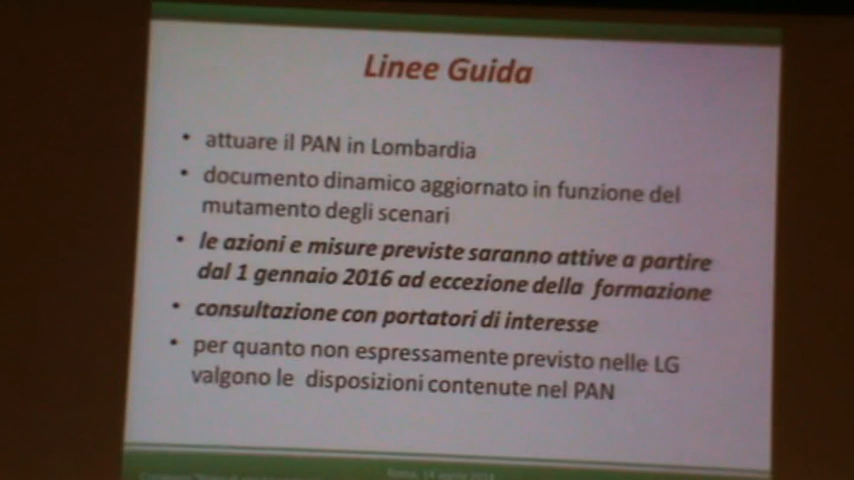 Linee Guida
• attuare il PAN in Lombardia
• documento dinamico aggiornato in funzione del
mutamento degli scenari
• le azioni e misure previste saranno attive a partire
dal 1 gennaio 2016 ad eccezione della formazione
• consultazione con portatori di interesse
• per quanto non espressamente previsto nelle LG
valgono le disposizioni contenute nel PAN